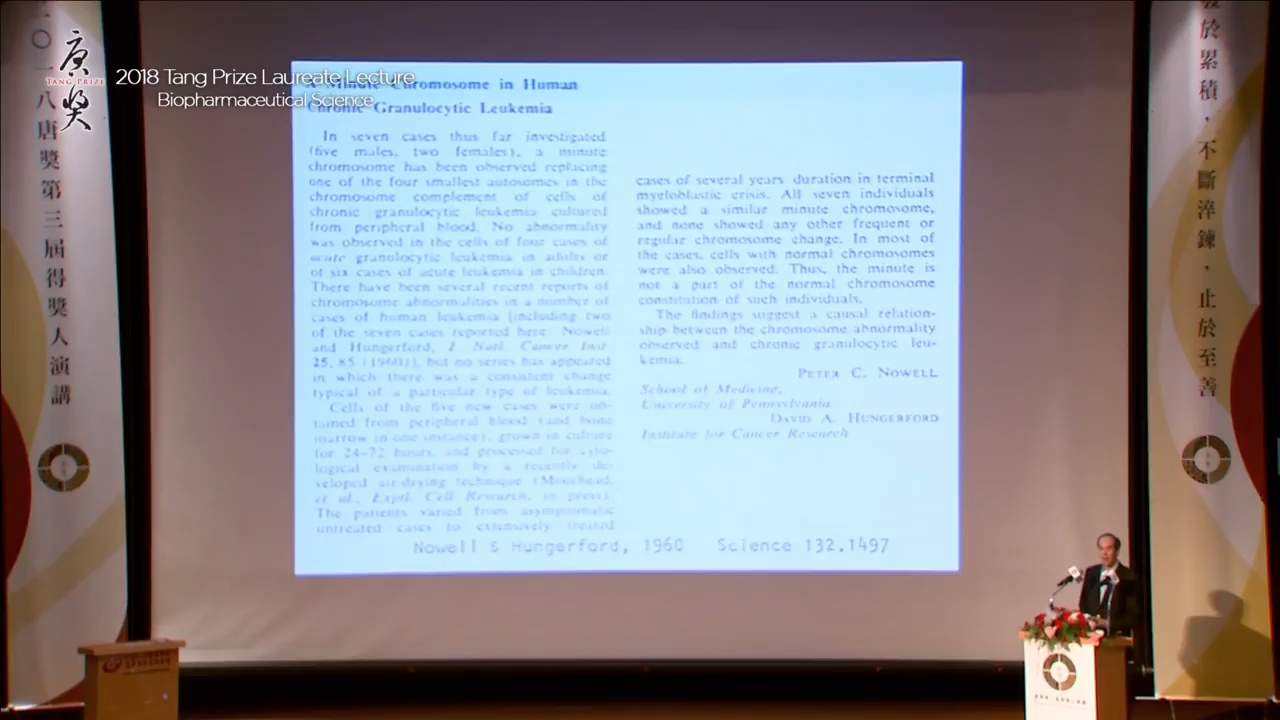 庚奖
TANG PRIZE
2018 Tang Prize Laureate Lecture
Biopharmaceutical Science
二〇一八唐獎第三屆得獎人演講
A Minute Chromosome in Human
Chronic Granulocytic Leukemia
In seven cases thus far investigated
(five males, two females), a minute
chromosome has been observed replacing
one of the four smallest autosomes in the
chromosome complement of cells of
chronic granulocytic leukemia cultured
from peripheral blood. No abnormality
was observed in the cells of four cases of
acute granulocytic leukemia in adults or
of six cases of acute leukemia in children.
There have been several recent reports of
chromosome abnormalities in a number of
cases of human leukemia [including two
of the seven cases reported here: Nowell
and Hungerford, J. Natl. Cancer Inst.
25, 85 (1960)], but no series has appeared
in which there was a consistent change
typical of a particular type of leukemia.
Cells of the five new cases were ob-
tained from peripheral blood (and bone
marrow in one instance), grown in culture
for 24–72 hours, and processed for cyto-
logical examination by a recently de-
veloped air-drying technique (Moorhead,
et al., Exptl. Cell Research, in press).
The patients varied from asymptomatic
untreated cases to extensively treated
cases of several years duration in terminal
myeloblastic crisis. All seven individuals
showed a similar minute chromosome,
and none showed any other frequent or
regular chromosome change. In most of
the cases, cells with normal chromosomes
were also observed. Thus, the minute is
not a part of the normal chromosome
constitution of such individuals.
The findings suggest a causal relation-
ship between the chromosome abnormality
observed and chronic granulocytic leu-
kemia.
PETER C. NOWELL
School of Medicine,
University of Pennsylvania
DAVID A. HUNGERFORD
Institute for Cancer Research
Nowell & Hungerford, 1960 Science 132.1497
發於累積，不斷淬鍊，止於至善